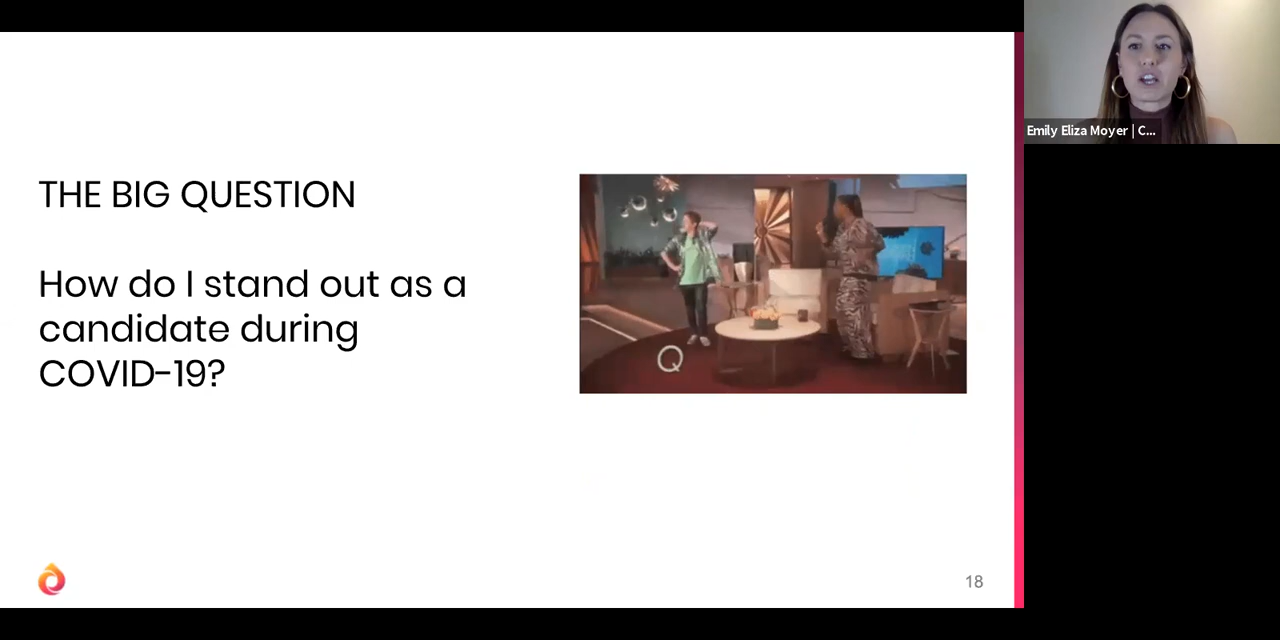 THE BIG QUESTION
How do I stand out as a
candidate during
COVID-19?
Q
18
Emily Eliza Moyer | C...